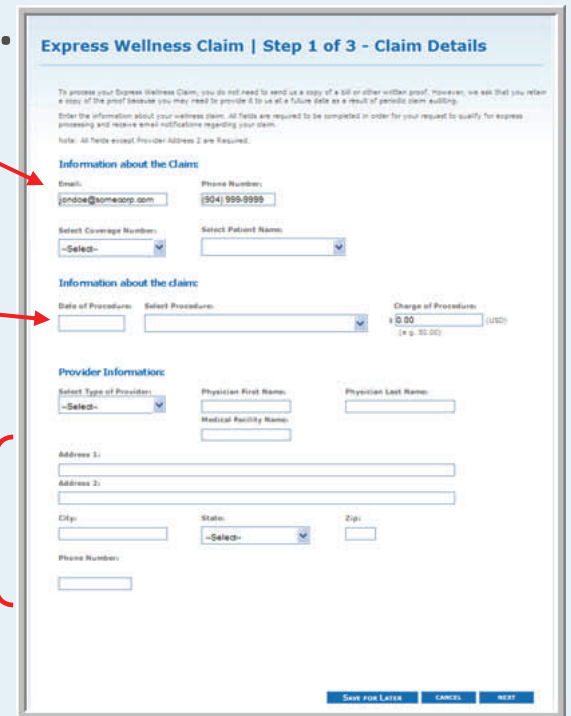 Express Wellness Claim | Step 1 of 3 - Claim Details
To process your Express Wellness Claim, you do not need to send us a copy of a bill or other written proof. However, we ask that you retain
a copy of the proof because you may need to provide it to us at a future date as a result of periodic claim auditing.
Enter the information about your wellness claim. All fields are required to be completed in order for your request to qualify for express
processing and receive email notifications regarding your claim.
Note: All fields except Provider Address 2 are Required.
Information about the Claim:
Email: Phone Number:
jondoe@somecorp.com (904) 999-9999
Select Coverage Number: Select Patient Name:
--Select--
Information about the claim:
Date of Procedure: Select Procedure: Charge of Procedure:
$ 0.00 (USD)
(e.g. 50.00)
Provider Information:
Select Type of Provider: Physician First Name: Physician Last Name:
--Select--
Medical Facility Name:
Address 1:
Address 2:
City: State: Zip:
--Select--
Phone Number:
SAVE FOR LATER CANCEL NEXT